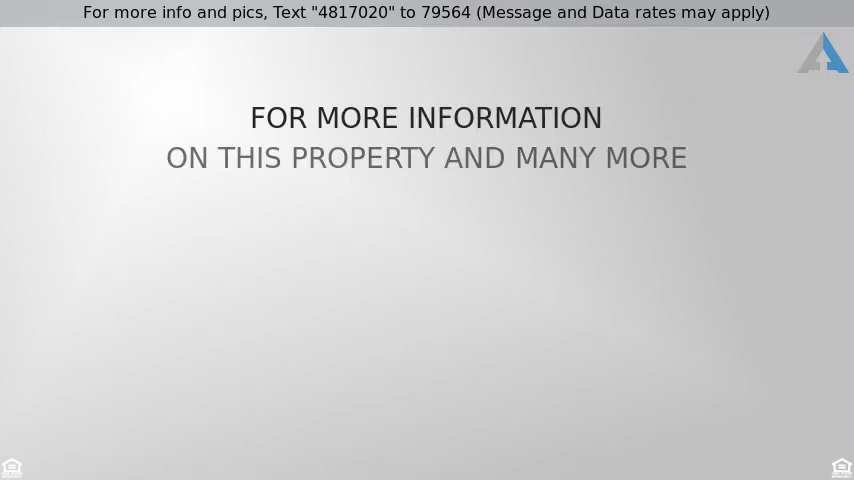 For more info and pics, Text "4817020" to 79564 (Message and Data rates may apply)
FOR MORE INFORMATION
ON THIS PROPERTY AND MANY MORE